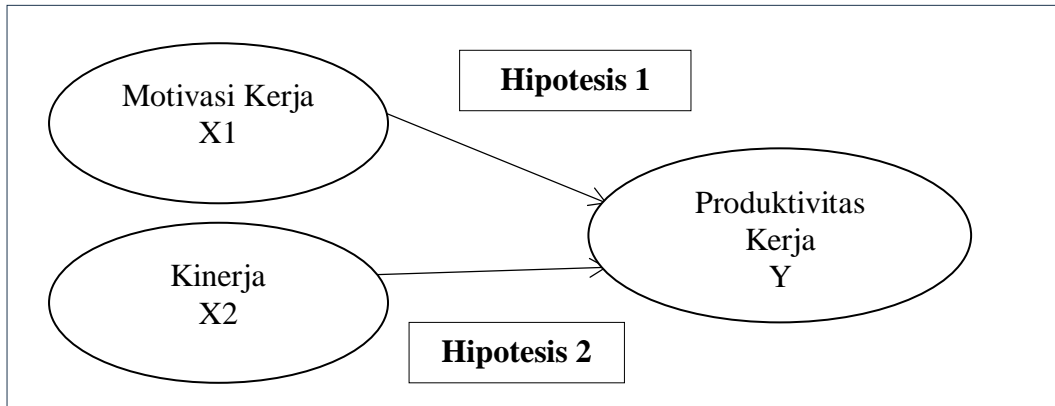 Motivasi Kerja
X1
Hipotesis 1
Produktivitas
Kerja
Y
Kinerja
X2
Hipotesis 2